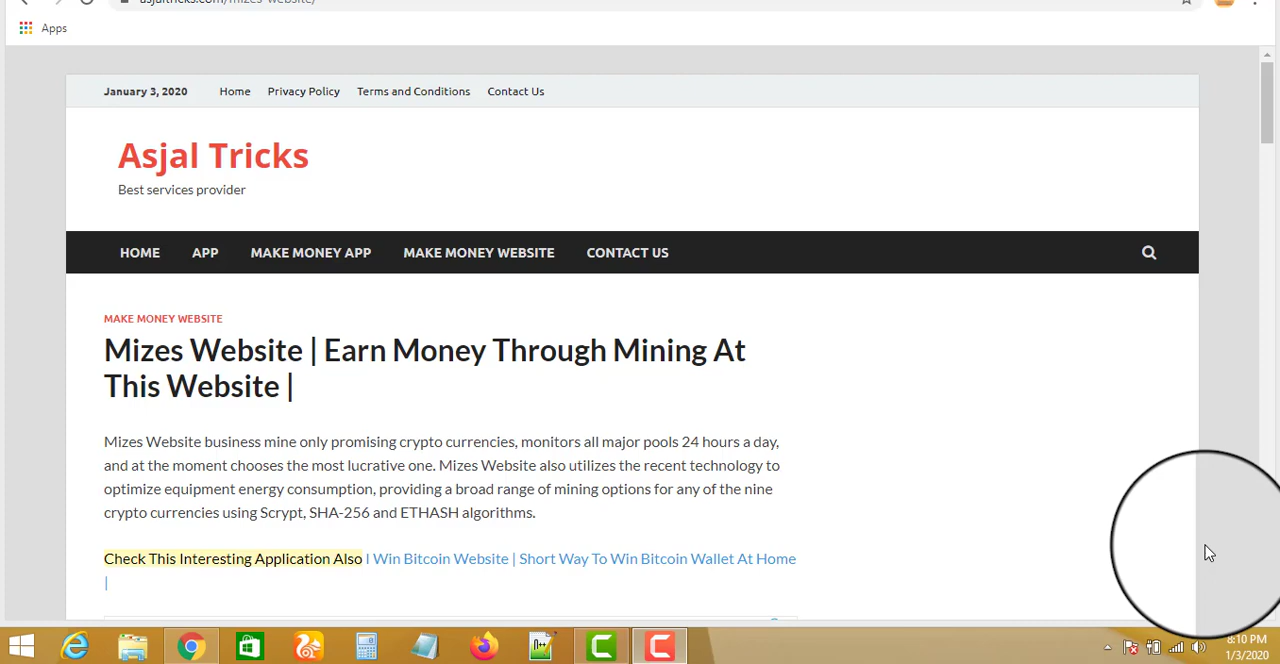 asjaltricks.com/mizes-website/
Apps
January 3, 2020 Home Privacy Policy Terms and Conditions Contact Us
Asjal Tricks
Best services provider
HOME APP MAKE MONEY APP MAKE MONEY WEBSITE CONTACT US
MAKE MONEY WEBSITE
Mizes Website | Earn Money Through Mining At
This Website |
Mizes Website business mine only promising crypto currencies, monitors all major pools 24 hours a day,
and at the moment chooses the most lucrative one. Mizes Website also utilizes the recent technology to
optimize equipment energy consumption, providing a broad range of mining options for any of the nine
crypto currencies using Scrypt, SHA-256 and ETHASH algorithms.
Check This Interesting Application Also I Win Bitcoin Website | Short Way To Win Bitcoin Wallet At Home
|
8:10 PM
1/3/2020